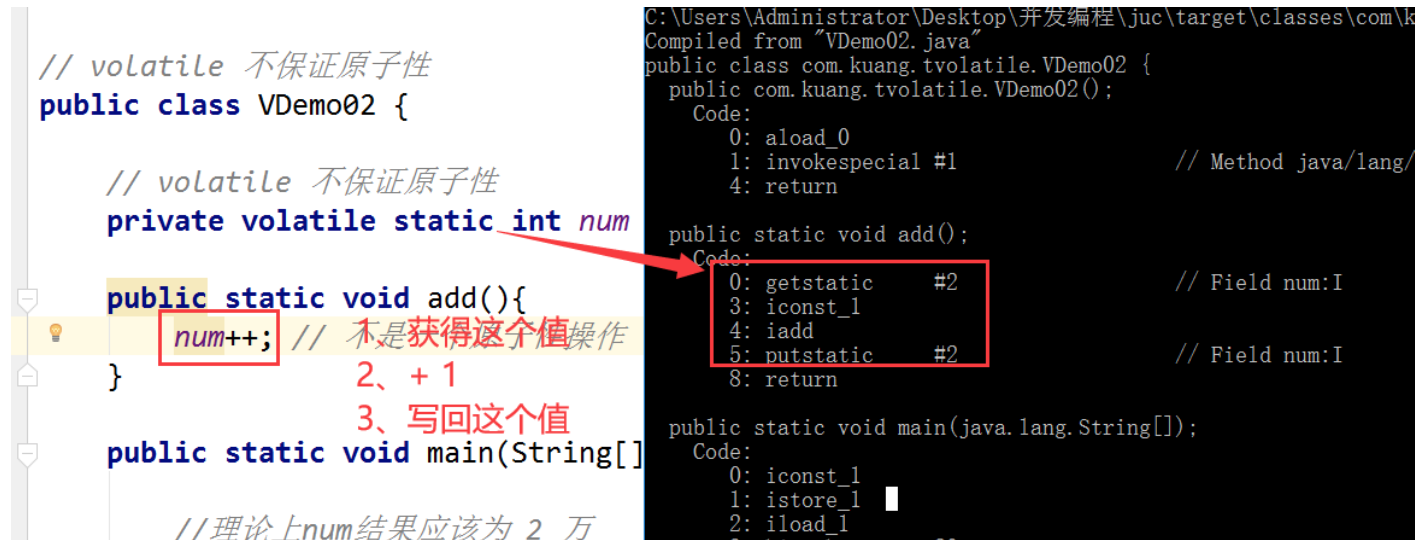 // volatile 不保证原子性
public class VDemo02 {
// volatile 不保证原子性
private volatile static int num
public static void add(){
num++; // 不是一个原子性操作
1、获得这个值
2、+ 1
3、写回这个值
}
public static void main(String[]
//理论上num结果应该为 2 万
C:\Users\Administrator\Desktop\并发编程\juc\target\classes\com\k
Compiled from "VDemo02.java"
public class com.kuang.tvolatile.VDemo02 {
public com.kuang.tvolatile.VDemo02();
Code:
0: aload_0
1: invokespecial #1 // Method java/lang/
4: return
public static void add();
Code:
0: getstatic #2 // Field num:I
3: iconst_1
4: iadd
5: putstatic #2 // Field num:I
8: return
public static void main(java.lang.String[]);
Code:
0: iconst_1
1: istore_1
2: iload_1